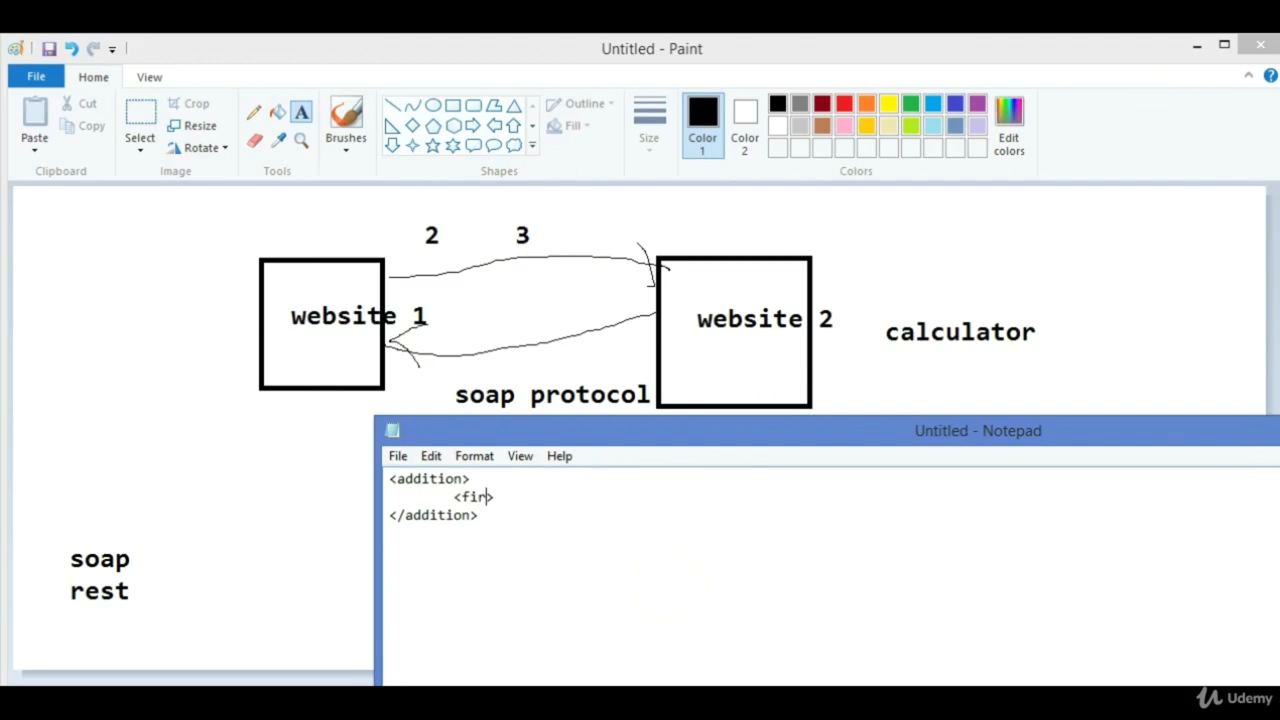 Untitled - Paint
File Home View
Paste
Cut
Copy
Clipboard
Select
Crop
Resize
Rotate
Image
A
Tools
Brushes
Shapes
Outline
Fill
Size
Color 1
Color 2
Edit colors
Colors
2 3
website 1
website 2
calculator
soap protocol
Untitled - Notepad
File Edit Format View Help
<addition>
<fir>
</addition>
soap
rest
Udemy